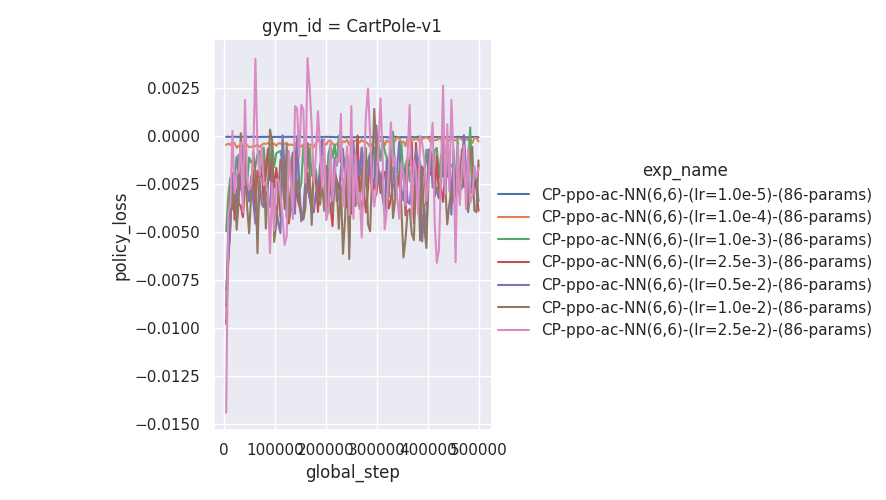 gym_id = CartPole-v1
0.0025
0.0000
−0.0025
−0.0050
−0.0075
−0.0100
−0.0125
−0.0150
policy_loss
0 100000 200000 300000 400000 500000
global_step
exp_name
CP-ppo-ac-NN(6,6)-(lr=1.0e-5)-(86-params)
CP-ppo-ac-NN(6,6)-(lr=1.0e-4)-(86-params)
CP-ppo-ac-NN(6,6)-(lr=1.0e-3)-(86-params)
CP-ppo-ac-NN(6,6)-(lr=2.5e-3)-(86-params)
CP-ppo-ac-NN(6,6)-(lr=0.5e-2)-(86-params)
CP-ppo-ac-NN(6,6)-(lr=1.0e-2)-(86-params)
CP-ppo-ac-NN(6,6)-(lr=2.5e-2)-(86-params)